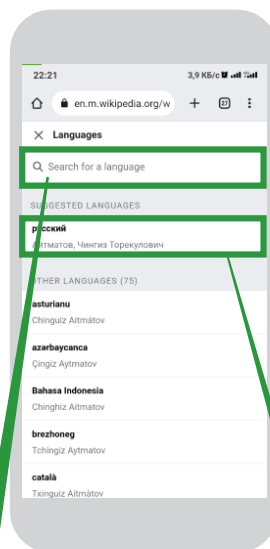 22:21 3,9 КБ/с
en.m.wikipedia.org/w 27
Languages
Search for a language
SUGGESTED LANGUAGES
русский
Айтматов, Чингиз Торекулович
OTHER LANGUAGES (75)
asturianu
Chinguiz Aitmátov
azərbaycanca
Çingiz Aytmatov
Bahasa Indonesia
Chinghiz Aitmatov
brezhoneg
Tchingiz Aytmatov
català
Txinguiz Aitmàtov